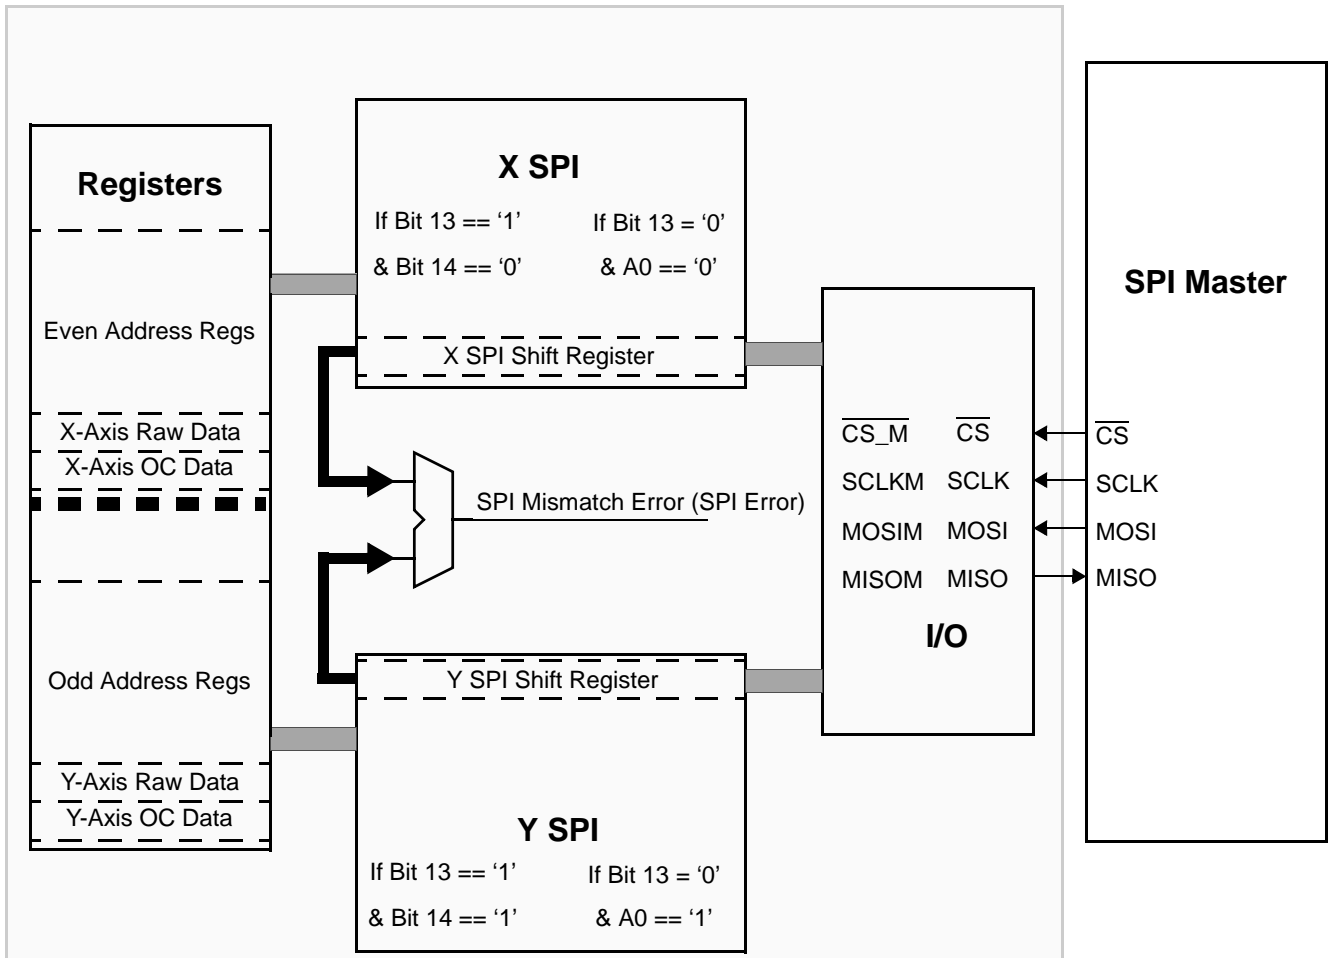 Registers
Even Address Regs
X-Axis Raw Data
X-Axis OC Data
Odd Address Regs
Y-Axis Raw Data
Y-Axis OC Data
X SPI
If Bit 13 == ‘1’ If Bit 13 = ‘0’
& Bit 14 == ‘0’ & A0 == ‘0’
X SPI Shift Register
SPI Mismatch Error (SPI Error)
Y SPI Shift Register
Y SPI
If Bit 13 == ‘1’ If Bit 13 = ‘0’
& Bit 14 == ‘1’ & A0 == ‘1’
CS_M CS
SCLKM SCLK
MOSIM MOSI
MISOM MISO
I/O
SPI Master
CS
SCLK
MOSI
MISO